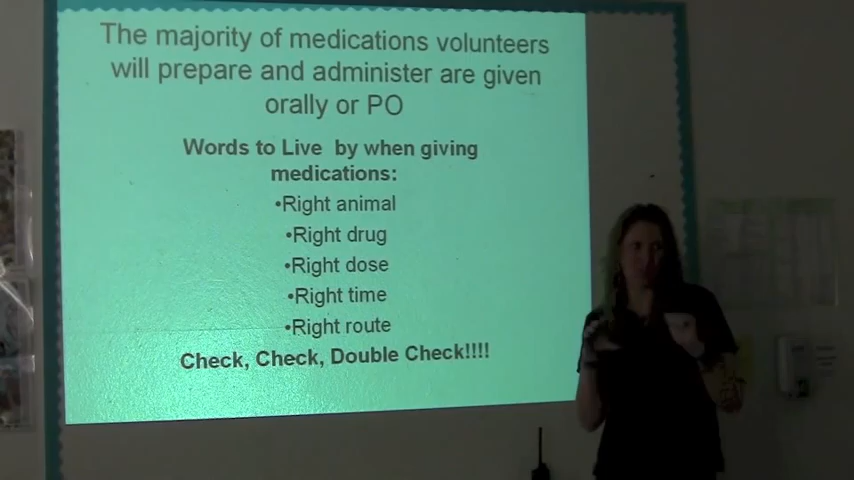 The majority of medications volunteers
will prepare and administer are given
orally or PO
Words to Live  by when giving
medications:
•Right animal
•Right drug
•Right dose
•Right time
•Right route
Check, Check, Double Check!!!!